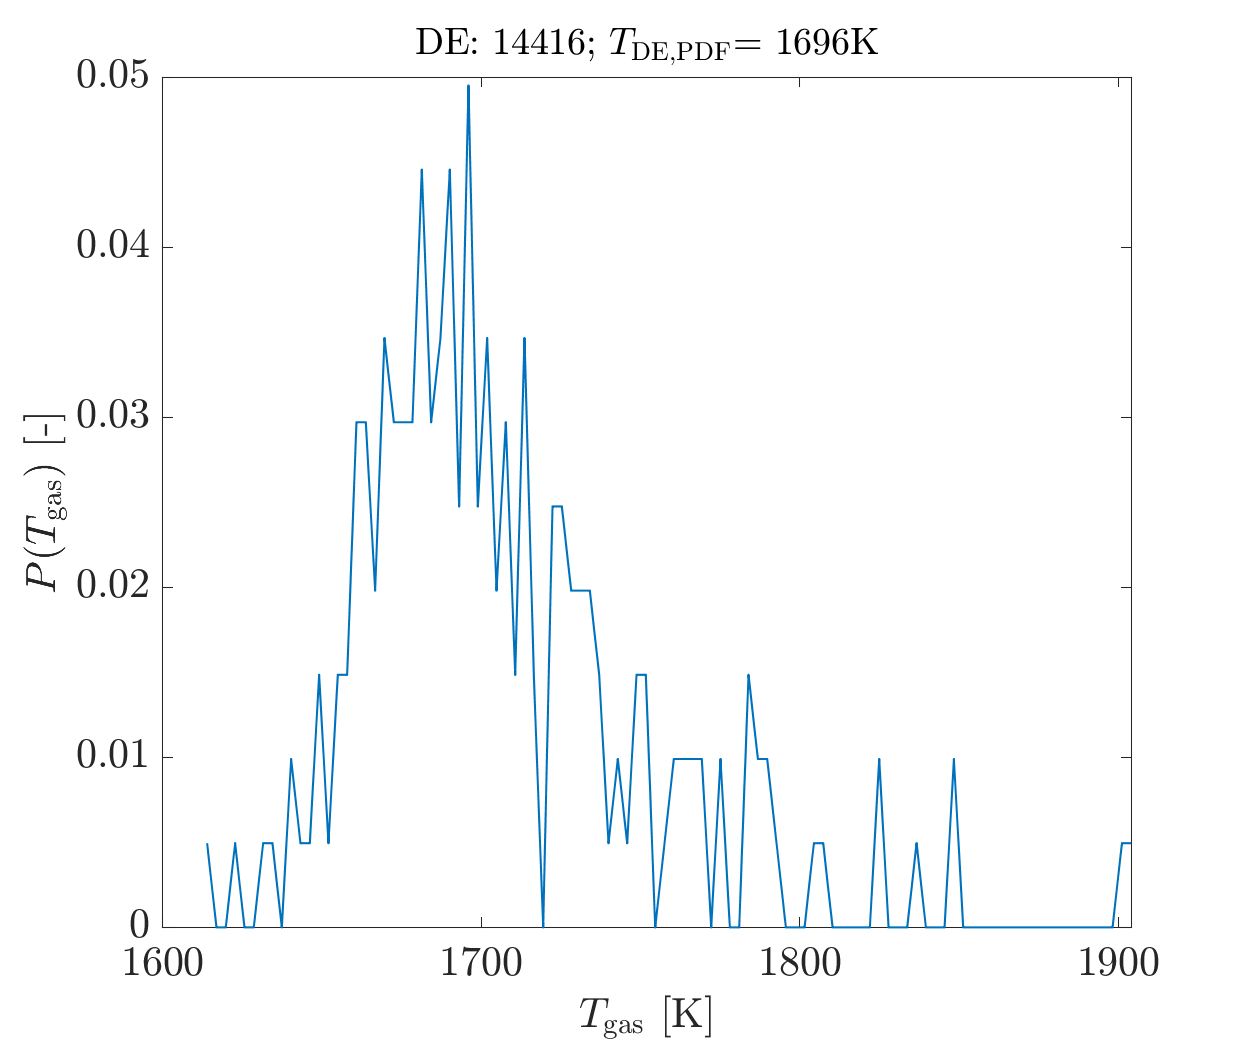 DE: 14416; T_DE,PDF= 1696K
0.05
0.04
0.03
0.02
0.01
0
P(T_gas) [-]
1600 1700 1800 1900
T_gas [K]